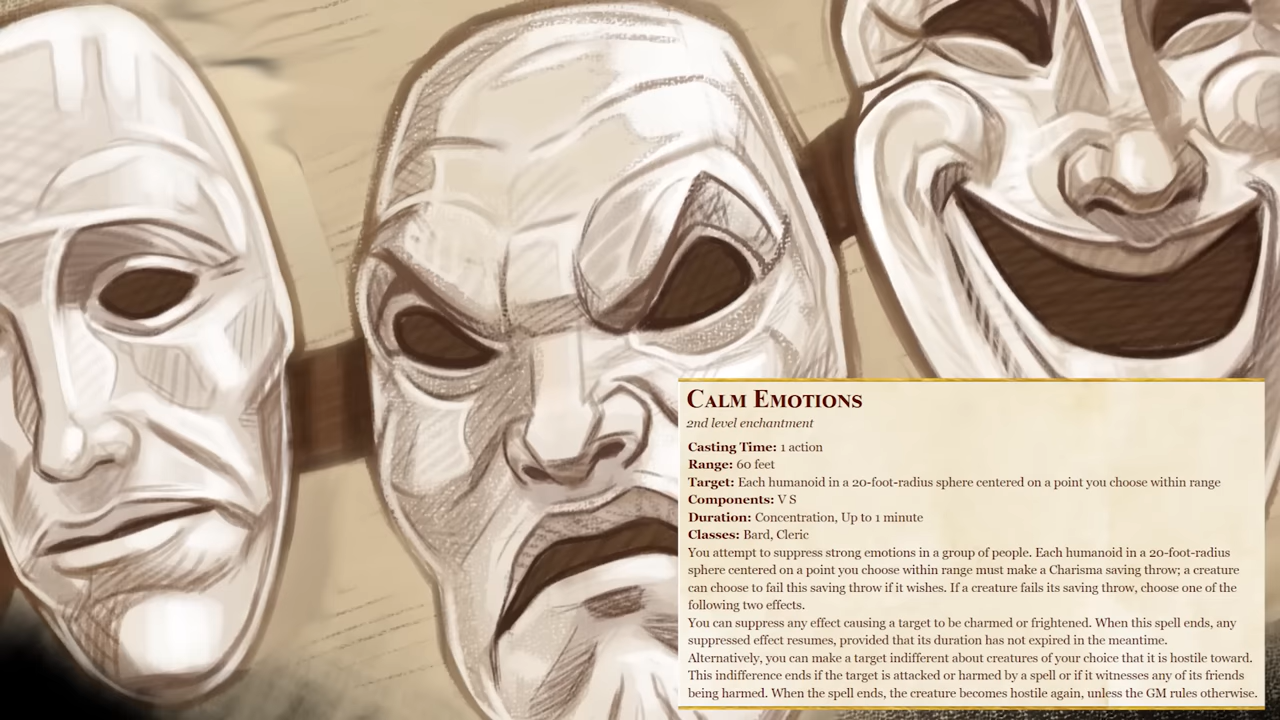 Calm Emotions
2nd level enchantment
Casting Time: 1 action
Range: 60 feet
Target: Each humanoid in a 20-foot-radius sphere centered on a point you choose within range
Components: V S
Duration: Concentration, Up to 1 minute
Classes: Bard, Cleric
You attempt to suppress strong emotions in a group of people. Each humanoid in a 20-foot-radius
sphere centered on a point you choose within range must make a Charisma saving throw; a creature
can choose to fail this saving throw if it wishes. If a creature fails its saving throw, choose one of the
following two effects.
You can suppress any effect causing a target to be charmed or frightened. When this spell ends, any
suppressed effect resumes, provided that its duration has not expired in the meantime.
Alternatively, you can make a target indifferent about creatures of your choice that it is hostile toward.
This indifference ends if the target is attacked or harmed by a spell or if it witnesses any of its friends
being harmed. When the spell ends, the creature becomes hostile again, unless the GM rules otherwise.